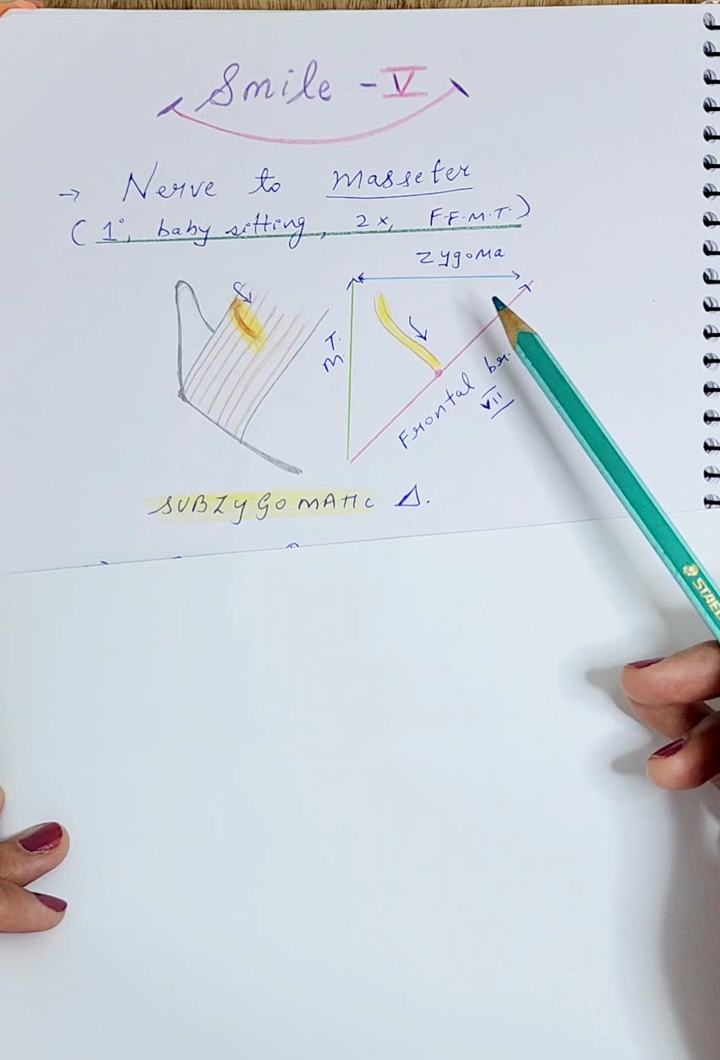 Smile - V
→ Nerve to masseter
( 1°, baby sitting, 2x, F.F.M.T. )
Zygoma
T.
M.
Frontal br.
VII
SUBZYGOMATIC Δ.
STAE